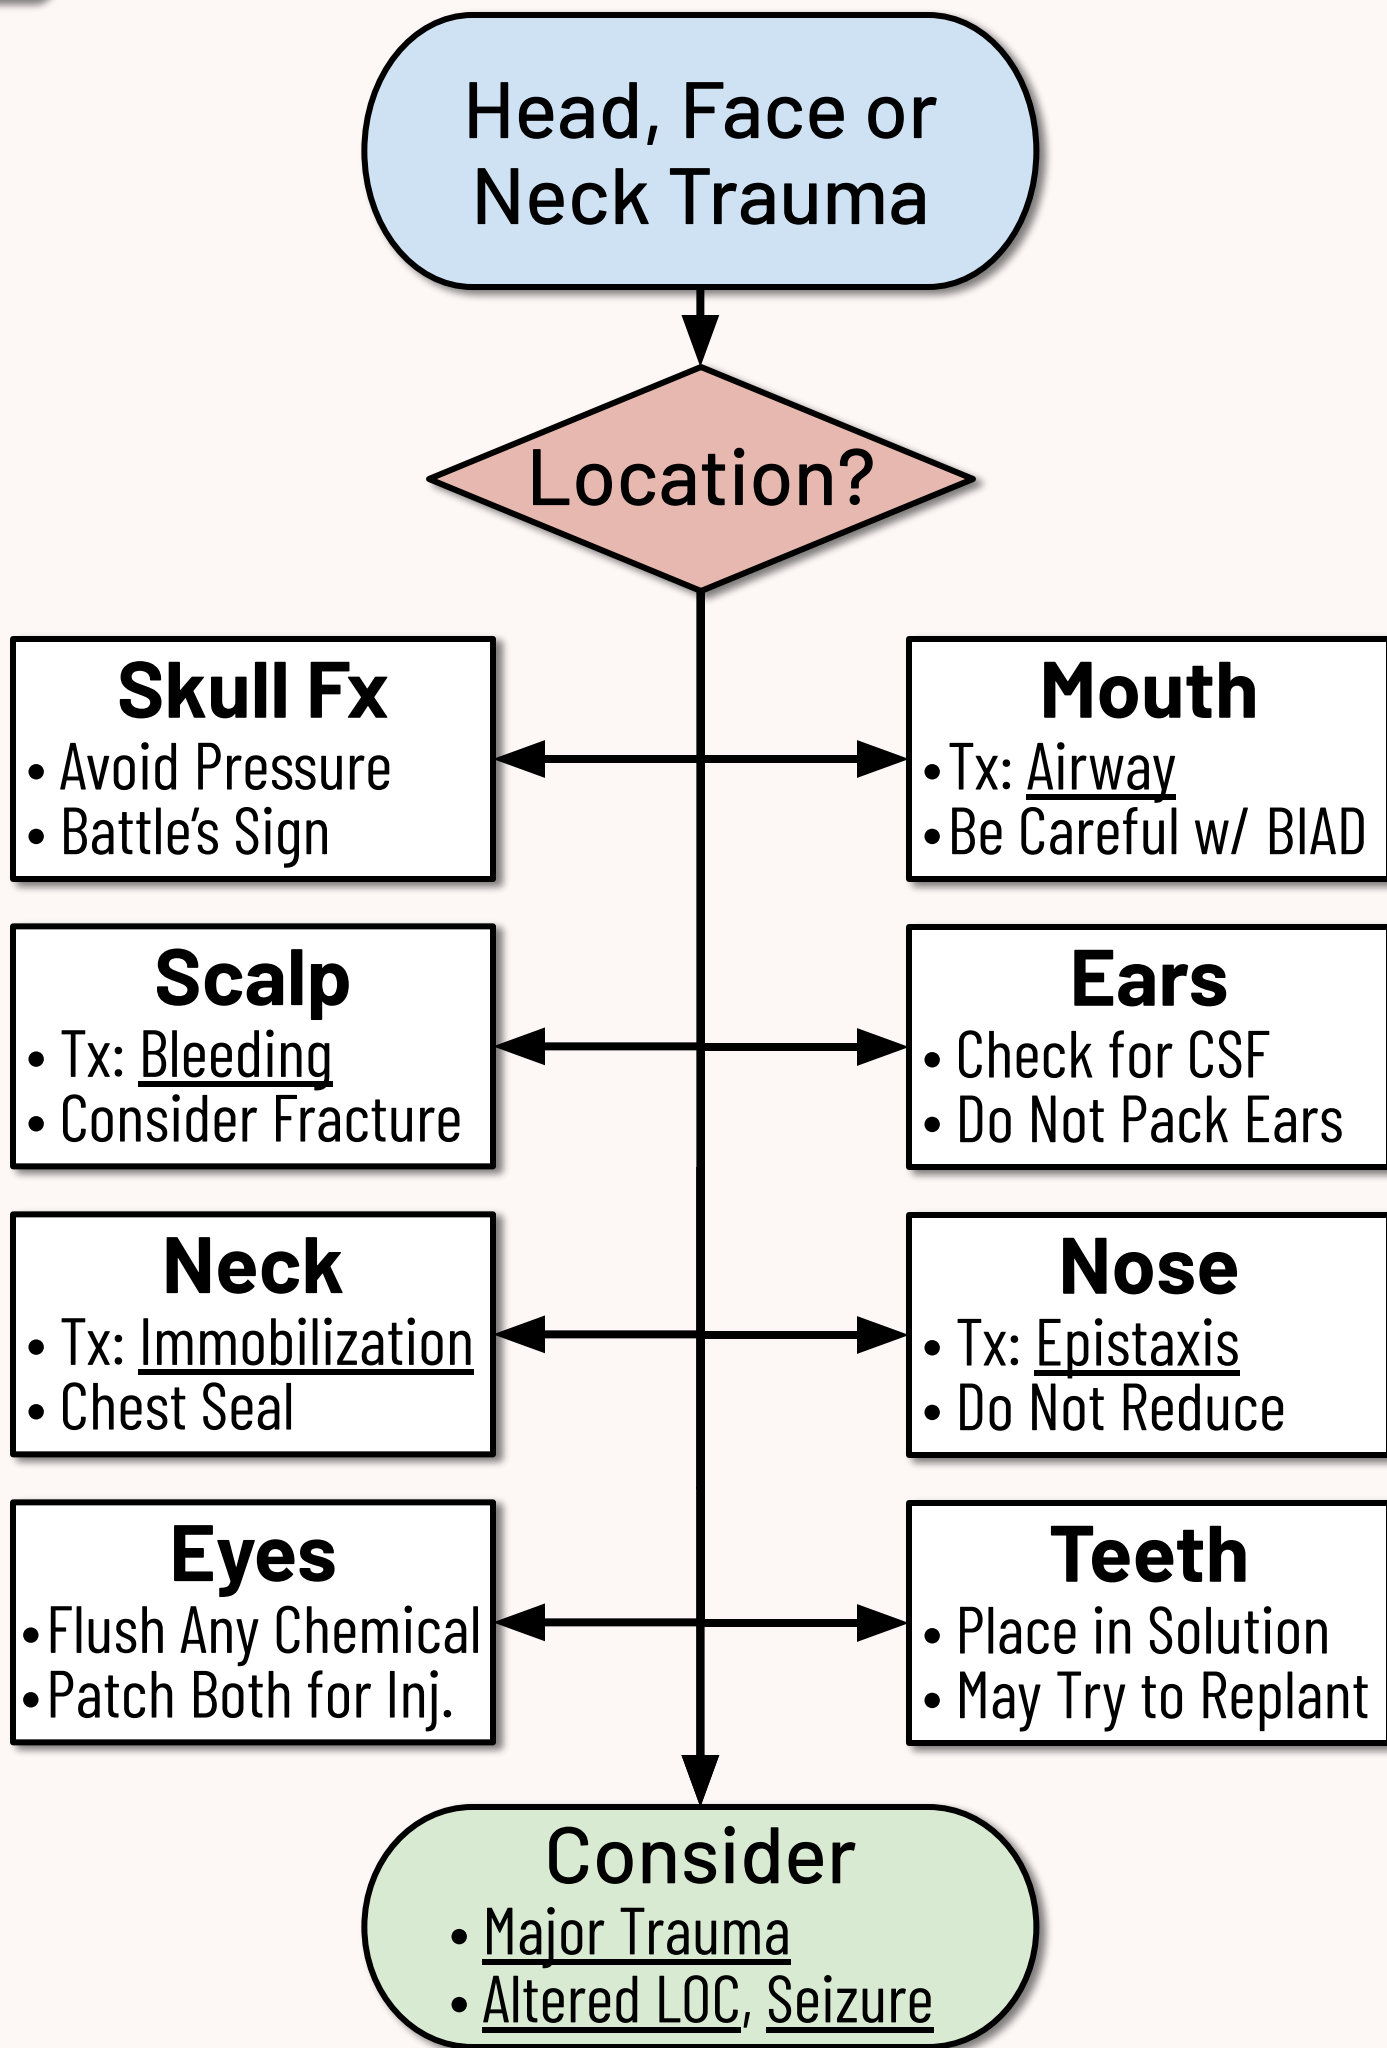 Head, Face or
Neck Trauma
Location?
Skull Fx
• Avoid Pressure
• Battle’s Sign
Mouth
• Tx: Airway
• Be Careful w/ BIAD
Scalp
• Tx: Bleeding
• Consider Fracture
Ears
• Check for CSF
• Do Not Pack Ears
Neck
• Tx: Immobilization
• Chest Seal
Nose
• Tx: Epistaxis
• Do Not Reduce
Eyes
• Flush Any Chemical
• Patch Both for Inj.
Teeth
• Place in Solution
• May Try to Replant
Consider
• Major Trauma
• Altered LOC, Seizure